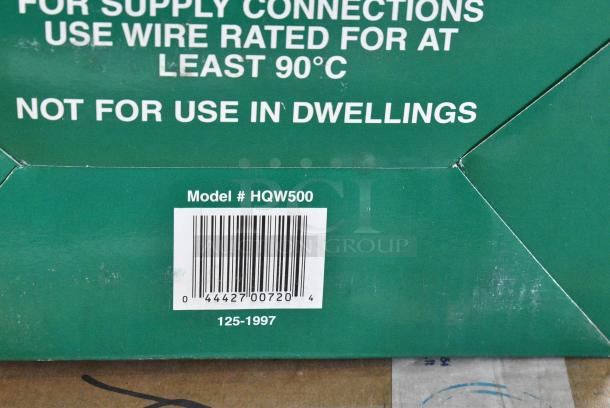 FOR SUPPLY CONNECTIONS
USE WIRE RATED FOR AT
LEAST 90°C
NOT FOR USE IN DWELLINGS
Model # HQW500
0 44427 00720 4
125-1997